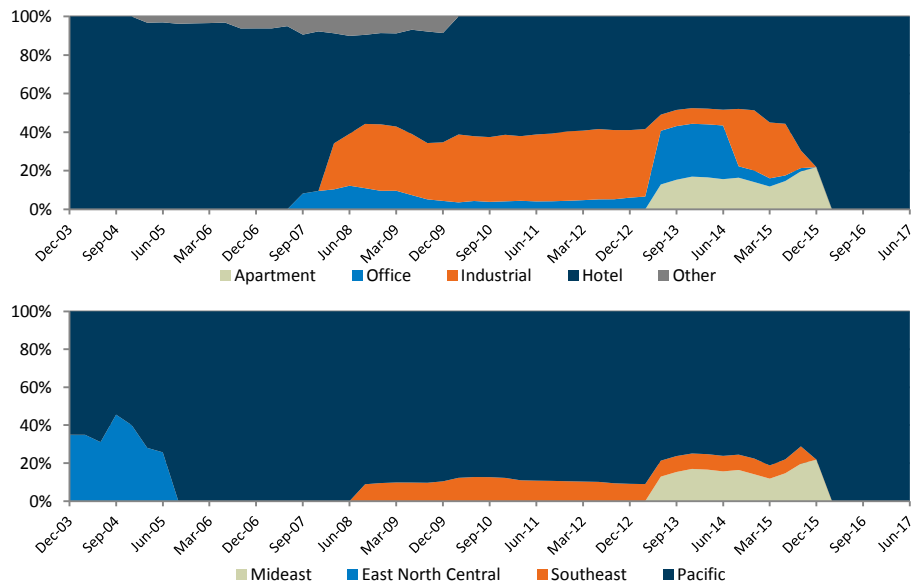 100%
80%
60%
40%
20%
0%
Dec-03
Sep-04
Jun-05
Mar-06
Dec-06
Sep-07
Jun-08
Mar-09
Dec-09
Sep-10
Jun-11
Mar-12
Dec-12
Sep-13
Jun-14
Mar-15
Dec-15
Sep-16
Jun-17
Apartment Office Industrial Hotel Other
100%
80%
60%
40%
20%
0%
Dec-03
Sep-04
Jun-05
Mar-06
Dec-06
Sep-07
Jun-08
Mar-09
Dec-09
Sep-10
Jun-11
Mar-12
Dec-12
Sep-13
Jun-14
Mar-15
Dec-15
Sep-16
Jun-17
Mideast East North Central Southeast Pacific